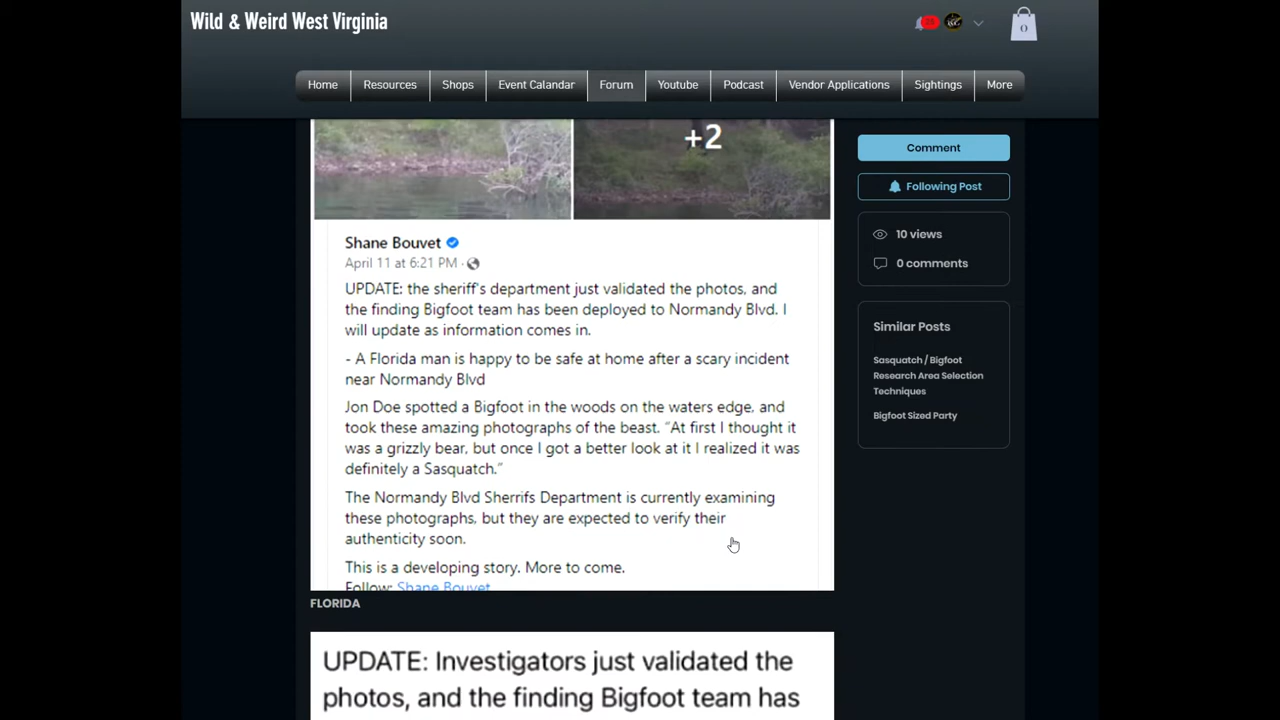 Wild & Weird West Virginia
0
Home Resources Shops Event Calandar Forum Youtube Podcast Vendor Applications Sightings More
+2
Comment
Following Post
10 views
0 comments
Similar Posts
Sasquatch / Bigfoot
Research Area Selection
Techniques
Bigfoot Sized Party
Shane Bouvet
April 11 at 6:21 PM ·
UPDATE: the sheriff's department just validated the photos, and
the finding Bigfoot team has been deployed to Normandy Blvd. I
will update as information comes in.
- A Florida man is happy to be safe at home after a scary incident
near Normandy Blvd
Jon Doe spotted a Bigfoot in the woods on the waters edge, and
took these amazing photographs of the beast. “At first I thought it
was a grizzly bear, but once I got a better look at it I realized it was
definitely a Sasquatch.”
The Normandy Blvd Sherrifs Department is currently examining
these photographs, but they are expected to verify their
authenticity soon.
This is a developing story. More to come.
Follow: Shane Bouvet
FLORIDA
UPDATE: Investigators just validated the
photos, and the finding Bigfoot team has